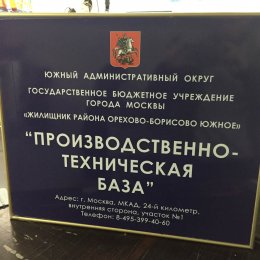 ЮЖНЫЙ АДМИНИСТРАТИВНЫЙ ОКРУГ
ГОСУДАРСТВЕННОЕ БЮДЖЕТНОЕ УЧРЕЖДЕНИЕ
ГОРОДА МОСКВЫ
«ЖИЛИЩНИК РАЙОНА ОРЕХОВО-БОРИСОВО ЮЖНОЕ»
"ПРОИЗВОДСТВЕННО-
ТЕХНИЧЕСКАЯ
БАЗА"
Адрес: г. Москва, МКАД, 24-й километр,
внутренняя сторона, участок №1
Телефон: 8-495-399-40-60